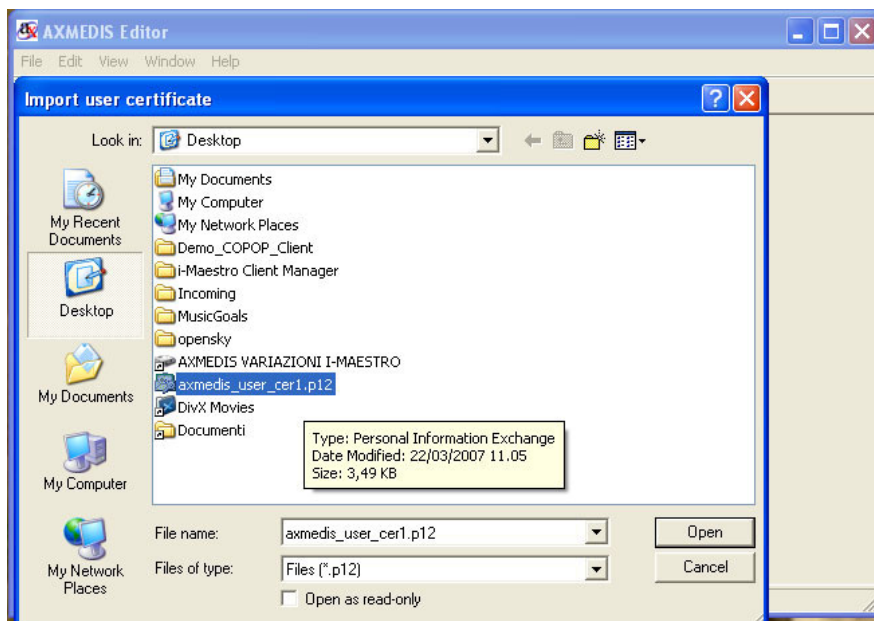 AXMEDIS Editor
File Edit View Window Help
Import user certificate
Look in: Desktop
My Recent Documents
Desktop
My Documents
My Computer
My Network Places
My Documents
My Computer
My Network Places
Demo_COPOP_Client
i-Maestro Client Manager
Incoming
MusicGoals
opensky
AXMEDIS VARIAZIONI I-MAESTRO
axmedis_user_cer1.p12
DivX Movies
Documenti
Type: Personal Information Exchange
Date Modified: 22/03/2007 11.05
Size: 3,49 KB
File name: axmedis_user_cer1.p12 Open
Files of type: Files (*.p12) Cancel
Open as read-only